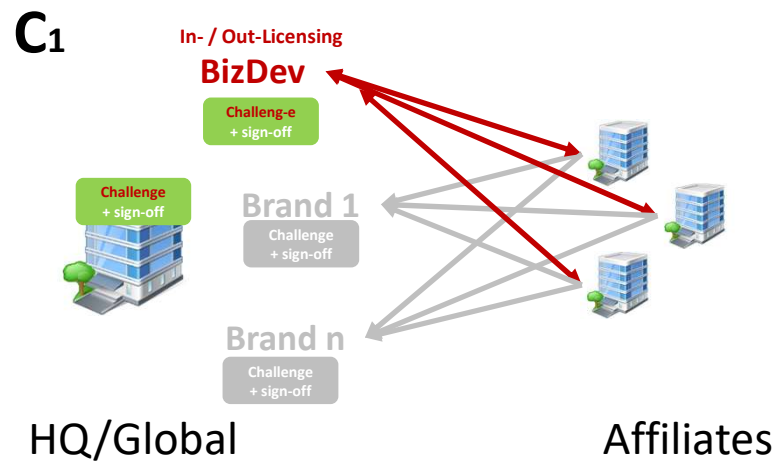 C1
In- / Out-Licensing
BizDev
Challeng-e
+ sign-off
Challenge
+ sign-off
Brand 1
Challenge
+ sign-off
Brand n
Challenge
+ sign-off
HQ/Global
Affiliates